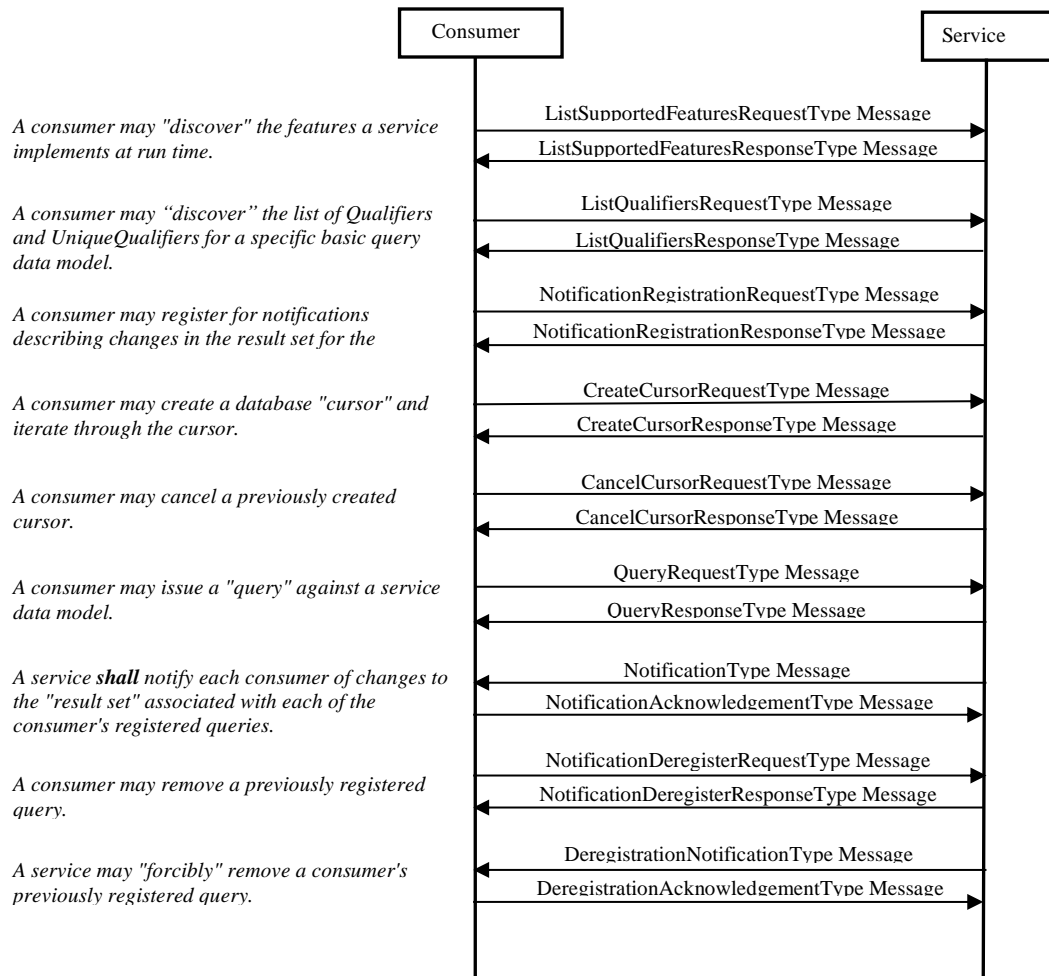 Consumer
Service
A consumer may "discover" the features a service
implements at run time.
ListSupportedFeaturesRequestType Message
ListSupportedFeaturesResponseType Message
A consumer may “discover” the list of Qualifiers
and UniqueQualifiers for a specific basic query
data model.
ListQualifiersRequestType Message
ListQualifiersResponseType Message
A consumer may register for notifications
describing changes in the result set for the
NotificationRegistrationRequestType Message
NotificationRegistrationResponseType Message
A consumer may create a database "cursor" and
iterate through the cursor.
CreateCursorRequestType Message
CreateCursorResponseType Message
A consumer may cancel a previously created
cursor.
CancelCursorRequestType Message
CancelCursorResponseType Message
A consumer may issue a "query" against a service
data model.
QueryRequestType Message
QueryResponseType Message
A service shall notify each consumer of changes to
the "result set" associated with each of the
consumer's registered queries.
NotificationType Message
NotificationAcknowledgementType Message
A consumer may remove a previously registered
query.
NotificationDeregisterRequestType Message
NotificationDeregisterResponseType Message
A service may "forcibly" remove a consumer's
previously registered query.
DeregistrationNotificationType Message
DeregistrationAcknowledgementType Message